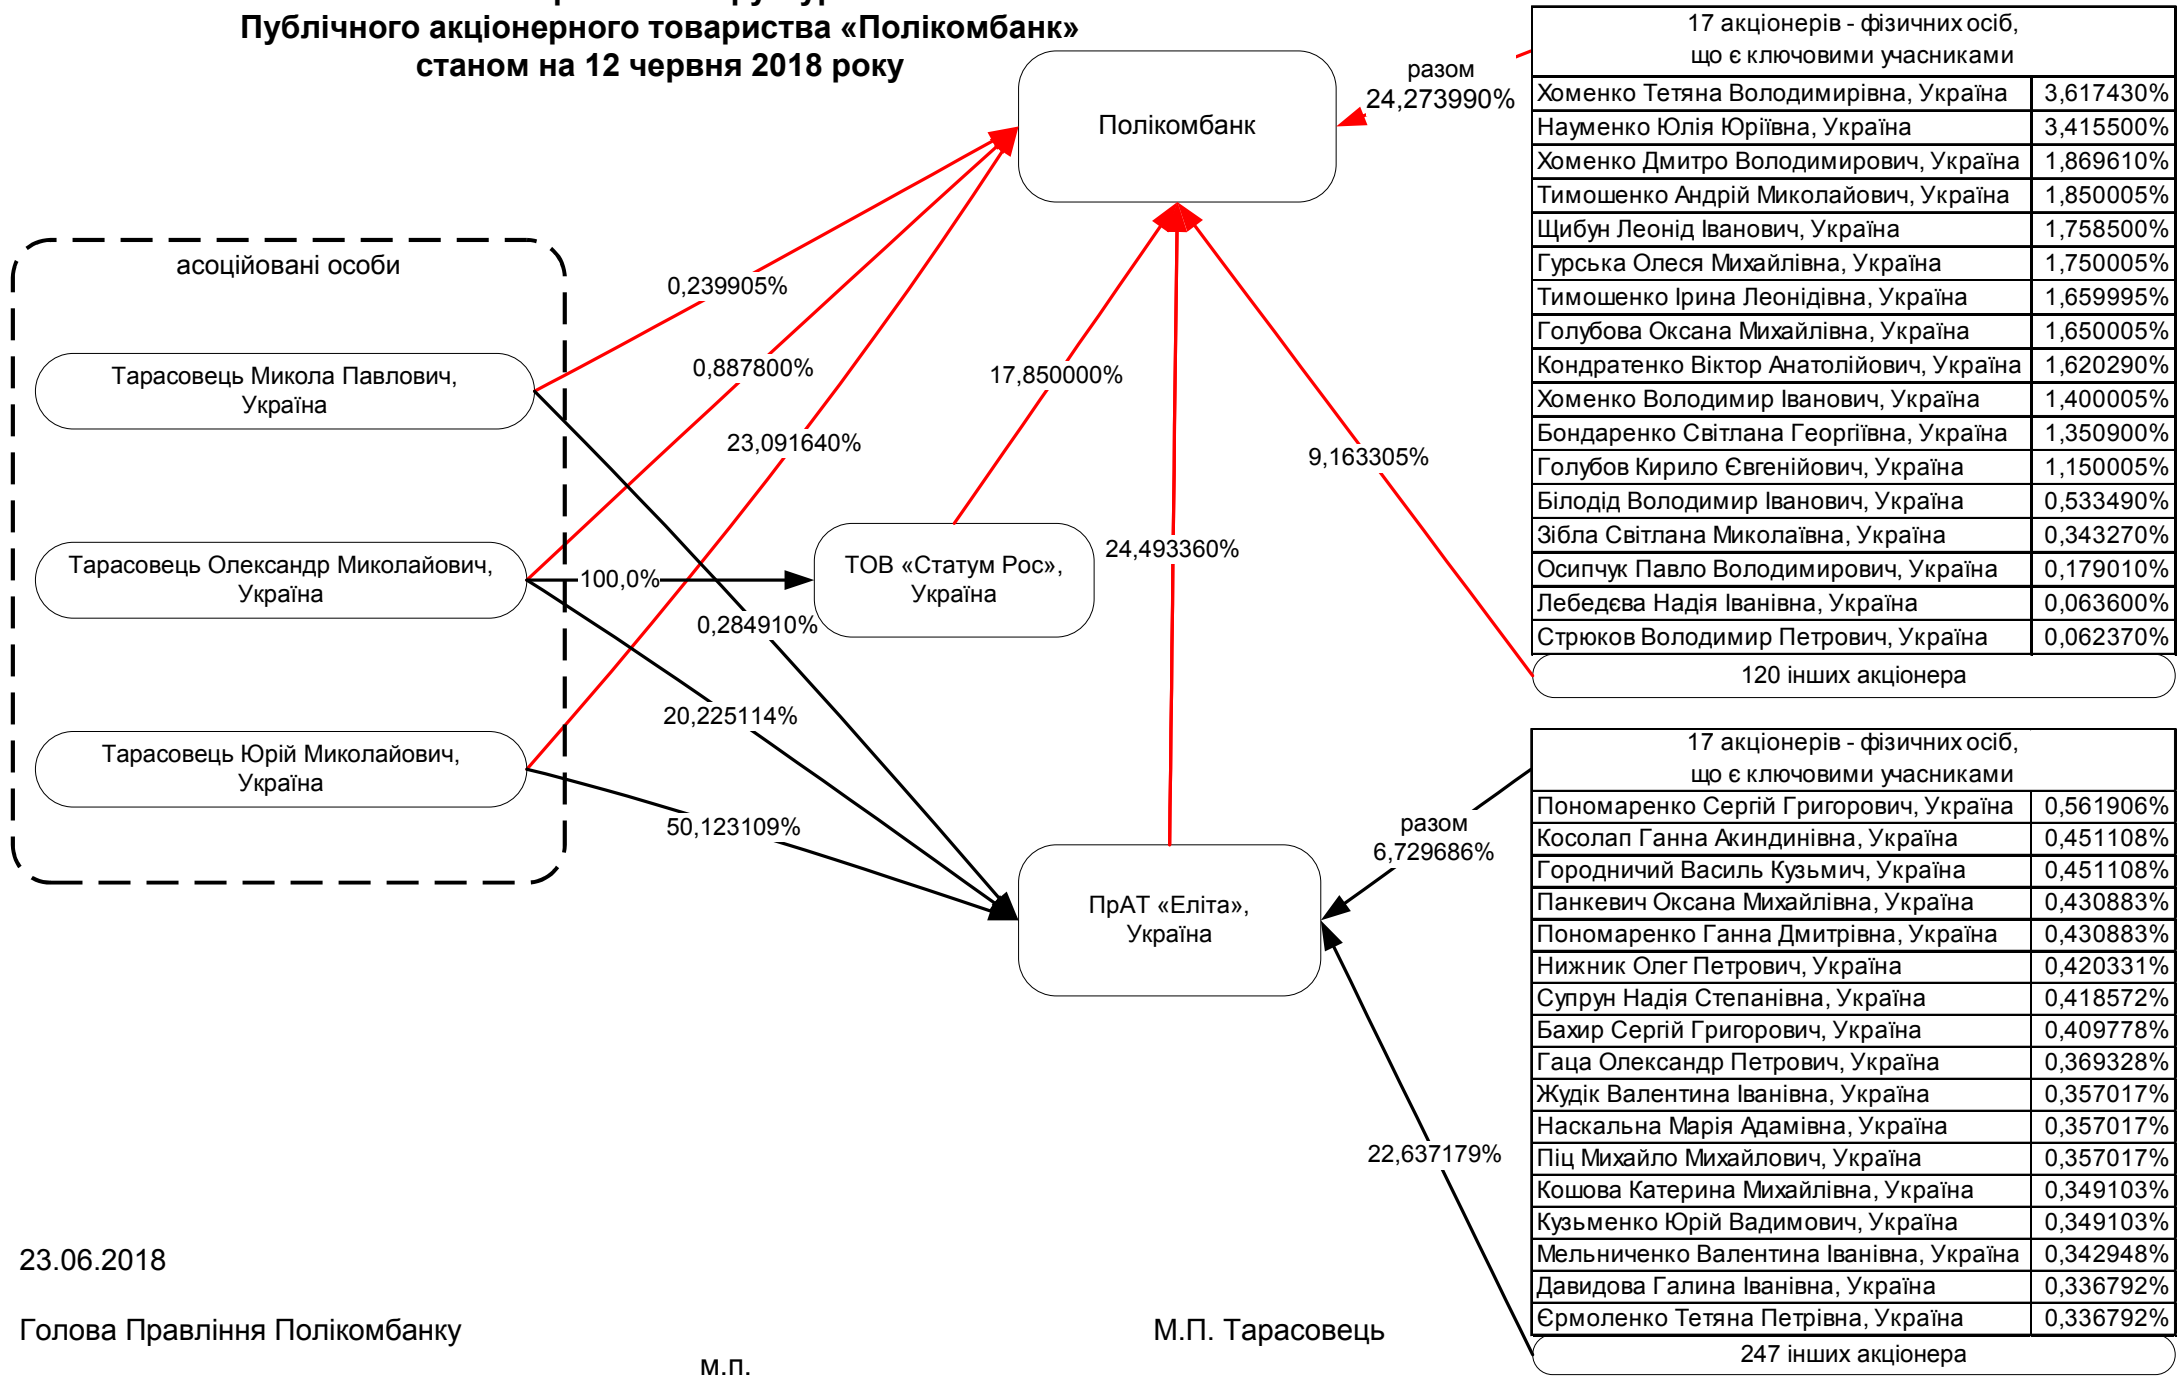 Публічного акціонерного товариства «Полікомбанк»
станом на 12 червня 2018 року
Полікомбанк
разом
24,273990%
17 акціонерів - фізичних осіб,
що є ключовими учасниками
Хоменко Тетяна Володимирівна, Україна 3,617430%
Науменко Юлія Юріївна, Україна 3,415500%
Хоменко Дмитро Володимирович, Україна 1,869610%
Тимошенко Андрій Миколайович, Україна 1,850005%
Щибун Леонід Іванович, Україна 1,758500%
Гурська Олеся Михайлівна, Україна 1,750005%
Тимошенко Ірина Леонідівна, Україна 1,659995%
Голубова Оксана Михайлівна, Україна 1,650005%
Кондратенко Віктор Анатолійович, Україна 1,620290%
Хоменко Володимир Іванович, Україна 1,400005%
Бондаренко Світлана Георгіївна, Україна 1,350900%
Голубов Кирило Євгенійович, Україна 1,150005%
Білодід Володимир Іванович, Україна 0,533490%
Зібла Світлана Миколаївна, Україна 0,343270%
Осипчук Павло Володимирович, Україна 0,179010%
Лебедєва Надія Іванівна, Україна 0,063600%
Стрюков Володимир Петрович, Україна 0,062370%
120 інших акціонера
асоційовані особи
Тарасовець Микола Павлович,
Україна
Тарасовець Олександр Миколайович,
Україна
Тарасовець Юрій Миколайович,
Україна
0,239905%
0,887800%
23,091640%
17,850000%
9,163305%
24,493360%
100,0%
ТОВ «Статум Рос»,
Україна
0,284910%
20,225114%
50,123109%
ПрАТ «Еліта»,
Україна
разом
6,729686%
22,637179%
17 акціонерів - фізичних осіб,
що є ключовими учасниками
Пономаренко Сергій Григорович, Україна 0,561906%
Косолап Ганна Акиндинівна, Україна 0,451108%
Городничий Василь Кузьмич, Україна 0,451108%
Панкевич Оксана Михайлівна, Україна 0,430883%
Пономаренко Ганна Дмитрівна, Україна 0,430883%
Нижник Олег Петрович, Україна 0,420331%
Супрун Надія Степанівна, Україна 0,418572%
Бахир Сергій Григорович, Україна 0,409778%
Гаца Олександр Петрович, Україна 0,369328%
Жудік Валентина Іванівна, Україна 0,357017%
Наскальна Марія Адамівна, Україна 0,357017%
Піц Михайло Михайлович, Україна 0,357017%
Кошова Катерина Михайлівна, Україна 0,349103%
Кузьменко Юрій Вадимович, Україна 0,349103%
Мельниченко Валентина Іванівна, Україна 0,342948%
Давидова Галина Іванівна, Україна 0,336792%
Єрмоленко Тетяна Петрівна, Україна 0,336792%
247 інших акціонера
23.06.2018
Голова Правління Полікомбанку М.П. Тарасовець
м.п.